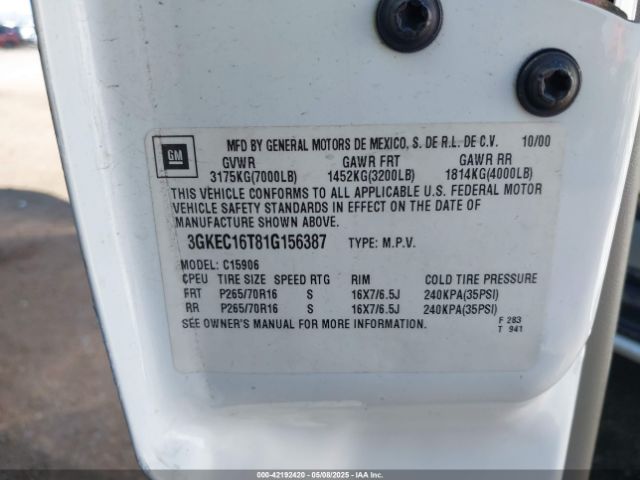 GM
MFD BY GENERAL MOTORS DE MEXICO, S. DE R.L. DE C.V. 10/00
GVWR GAWR FRT GAWR RR
3175KG(7000LB) 1452KG(3200LB) 1814KG(4000LB)
THIS VEHICLE CONFORMS TO ALL APPLICABLE U.S. FEDERAL MOTOR
VEHICLE SAFETY STANDARDS IN EFFECT ON THE DATE OF
MANUFACTURE SHOWN ABOVE.
3GKEC16T81G156387 TYPE: M.P.V.
MODEL: C15906
CPEU TIRE SIZE SPEED RTG RIM COLD TIRE PRESSURE
FRT P265/70R16 S 16X7/6.5J 240KPA(35PSI)
RR P265/70R16 S 16X7/6.5J 240KPA(35PSI)
SEE OWNER'S MANUAL FOR MORE INFORMATION.
F 283
T 941
000-42192420 - 05/08/2025 - IAAI.COM